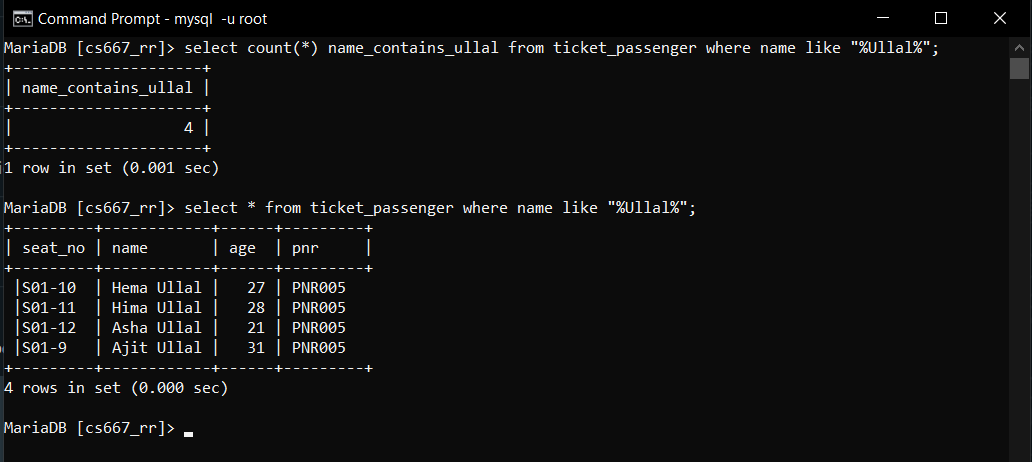 Command Prompt - mysql  -u root
MariaDB [cs667_rr]> select count(*) name_contains_ullal from ticket_passenger where name like "%Ullal%";
+---------------------+
| name_contains_ullal |
+---------------------+
|                   4 |
+---------------------+
1 row in set (0.001 sec)
MariaDB [cs667_rr]> select * from ticket_passenger where name like "%Ullal%";
+---------+------------+------+---------+
| seat_no | name       | age  | pnr     |
+---------+------------+------+---------+
|S01-10  | Hema Ullal |   27 | PNR005
|S01-11  | Hima Ullal |   28 | PNR005
|S01-12  | Asha Ullal |   21 | PNR005
|S01-9   | Ajit Ullal |   31 | PNR005
+---------+------------+------+---------+
4 rows in set (0.000 sec)
MariaDB [cs667_rr]>